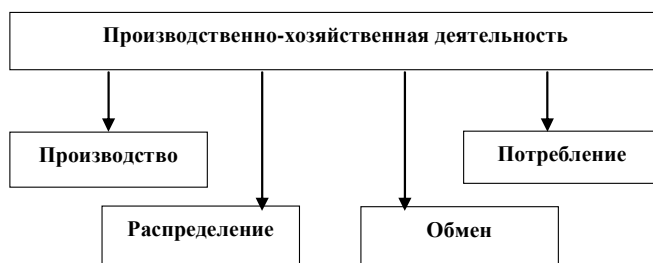 Производственно-хозяйственная деятельность
Производство
Потребление
Распределение
Обмен